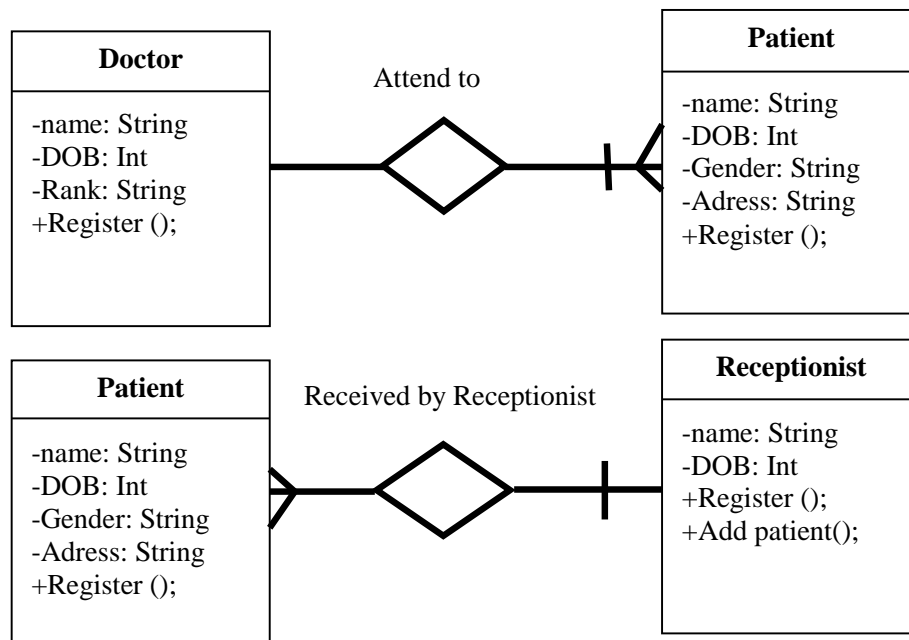 Doctor
-name: String
-DOB: Int
-Rank: String
+Register ();
Attend to
Patient
-name: String
-DOB: Int
-Gender: String
-Adress: String
+Register ();
Patient
-name: String
-DOB: Int
-Gender: String
-Adress: String
+Register ();
Received by Receptionist
Receptionist
-name: String
-DOB: Int
+Register ();
+Add patient();